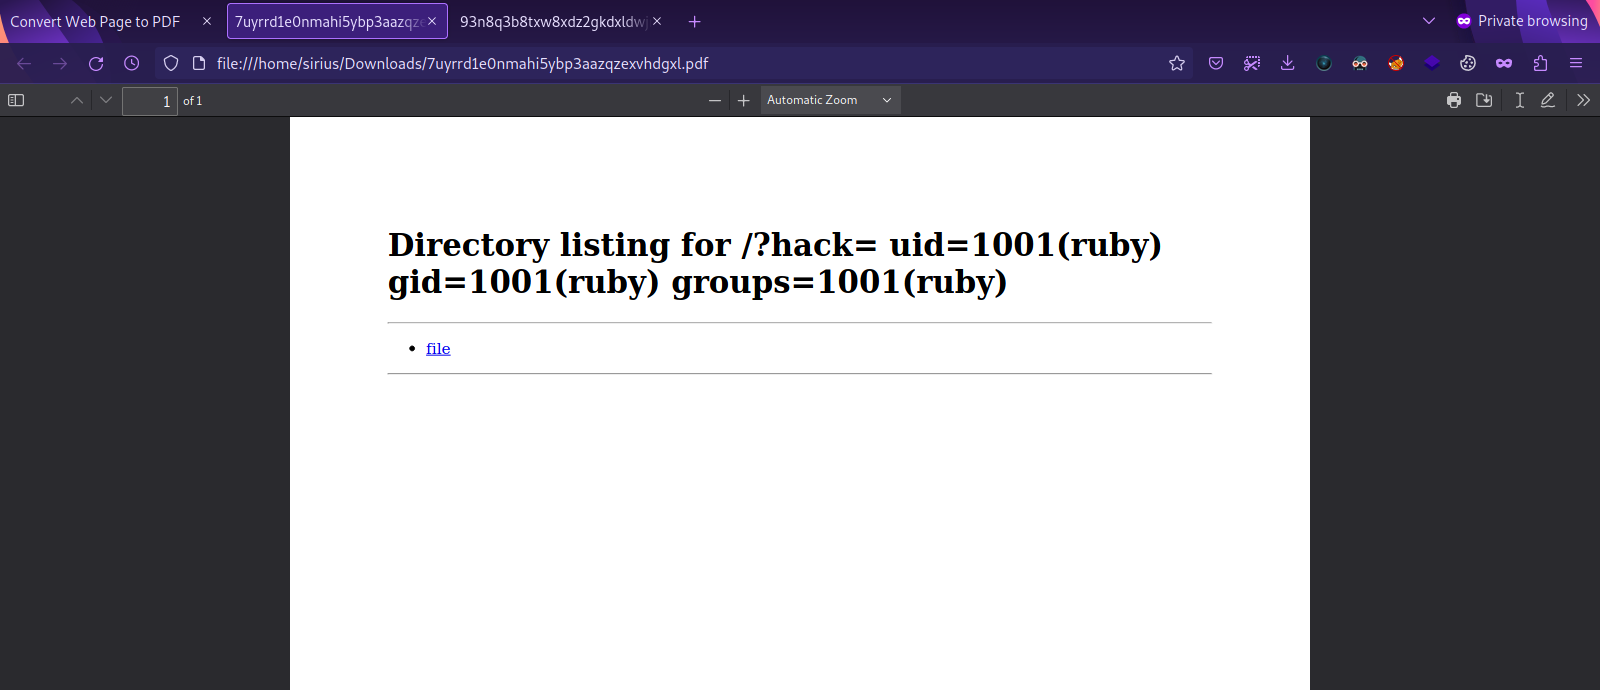 Convert Web Page to PDF
7uyrrd1e0nmahi5ybp3aazqze
93n8q3b8txw8xdz2gkdxldw
Private browsing
file:///home/sirius/Downloads/7uyrrd1e0nmahi5ybp3aazqzexvhdgxl.pdf
1 of 1
Automatic Zoom
Directory listing for /?hack= uid=1001(ruby)
gid=1001(ruby) groups=1001(ruby)
file